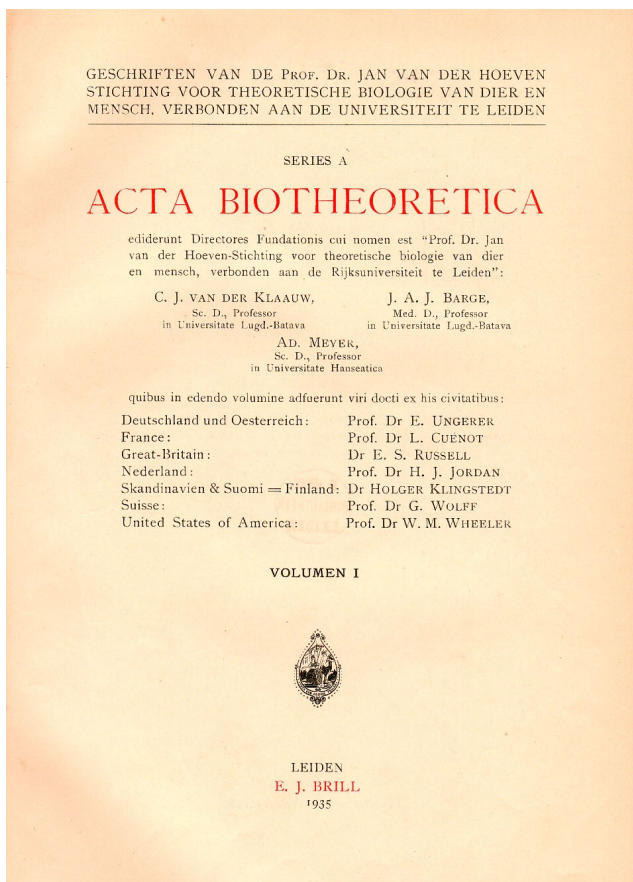 GESCHRIFTEN VAN DE PROF. DR. JAN VAN DER HOEVEN
STICHTING VOOR THEORETISCHE BIOLOGIE VAN DIER EN
MENSCH, VERBONDEN AAN DE UNIVERSITEIT TE LEIDEN
SERIES A
ACTA BIOTHEORETICA
ediderunt Directores Fundationis cui nomen est “Prof. Dr. Jan
van der Hoeven-Stichting voor theoretische biologie van dier
en mensch, verbonden aan de Rijksuniversiteit te Leiden”:
C. J. VAN DER KLAAUW,
Sc. D., Professor
in Universitate Lugd.-Batava
J. A. J. BARGE,
Med. D., Professor
in Universitate Lugd.-Batava
AD. MEYER,
Sc. D., Professor
in Universitate Hanseatica
quibus in edendo volumine adfuerunt viri docti ex his civitatibus:
Deutschland und Oesterreich: Prof. Dr E. UNGERER
France: Prof. Dr L. CUÉNOT
Great-Britain: Dr E. S. RUSSELL
Nederland: Prof. Dr H. J. JORDAN
Skandinavien & Suomi = Finland: Dr HOLGER KLINGSTEDT
Suisse: Prof. Dr G. WOLFF
United States of America: Prof. Dr W. M. WHEELER
VOLUMEN I
LEIDEN
E. J. BRILL
1935